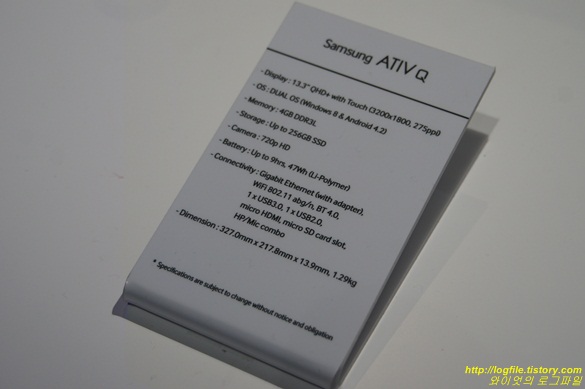 Samsung ATIV Q
- Display : 13.3" QHD+ with Touch (3200x1800, 275ppi)
- OS : DUAL OS (Windows 8 & Android 4.2)
- Memory : 4GB DDR3L
- Storage : Up to 256GB SSD
- Camera : 720p HD
- Battery : Up to 9hrs, 47Wh (Li-Polymer)
- Connectivity : Gigabit Ethernet (with adapter),
WiFi 802.11 abg/n, BT 4.0,
1 x USB3.0, 1 x USB2.0,
micro HDMI, micro SD card slot,
HP/Mic combo
- Dimension : 327.0mm x 217.8mm x 13.9mm, 1.29kg
* Specifications are subject to change without notice and obligation
http://logfile.tistory.com
와이엇의 로그파일